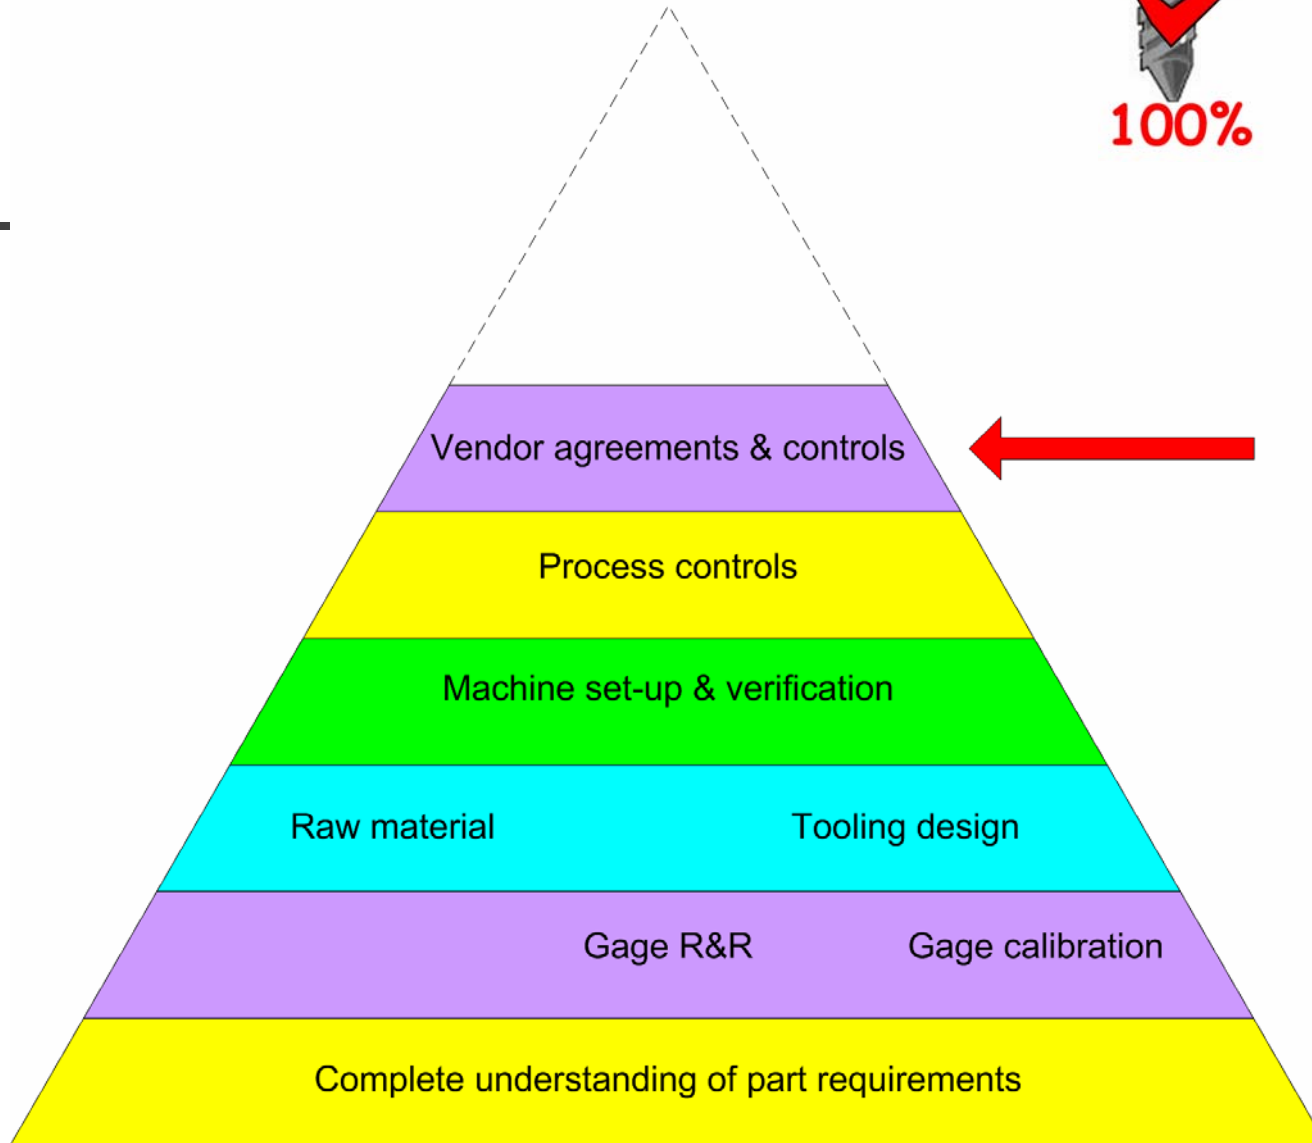 100%
Vendor agreements & controls
Process controls
Machine set-up & verification
Raw material Tooling design
Gage R&R Gage calibration
Complete understanding of part requirements